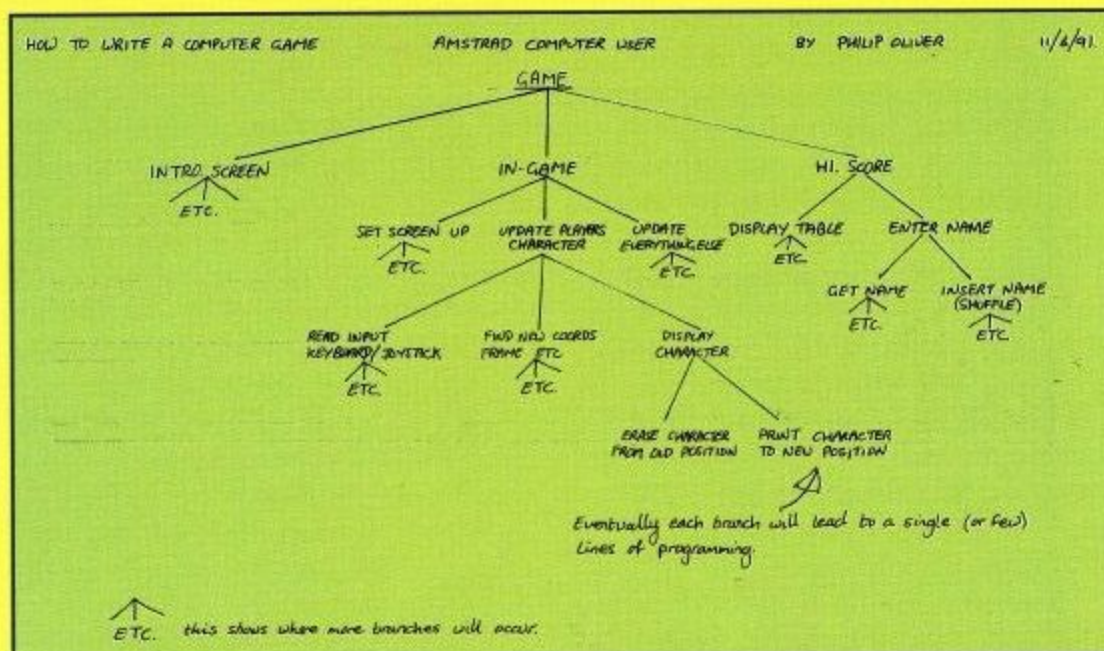 HOW TO WRITE A COMPUTER GAME AMSTRAD COMPUTER USER BY PHILIP OLIVER 11/6/91.
GAME
INTRO. SCREEN IN-GAME HI. SCORE
ETC.
SET SCREEN UP UPDATE PLAYERS UPDATE DISPLAY TABLE ENTER NAME
CHARACTER EVERYTHING ELSE
ETC. ETC. ETC.
GET NAME INSERT NAME
(SHUFFLE)
ETC. ETC.
READ INPUT FIND NEW COORDS DISPLAY
KEYBOARD/JOYSTICK FRAME ETC CHARACTER
ETC. ETC.
ERASE CHARACTER PRINT CHARACTER
FROM OLD POSITION TO NEW POSITION
Eventually each branch will lead to a single (or few)
Lines of programming.
ETC. this shows where more branches will occur.